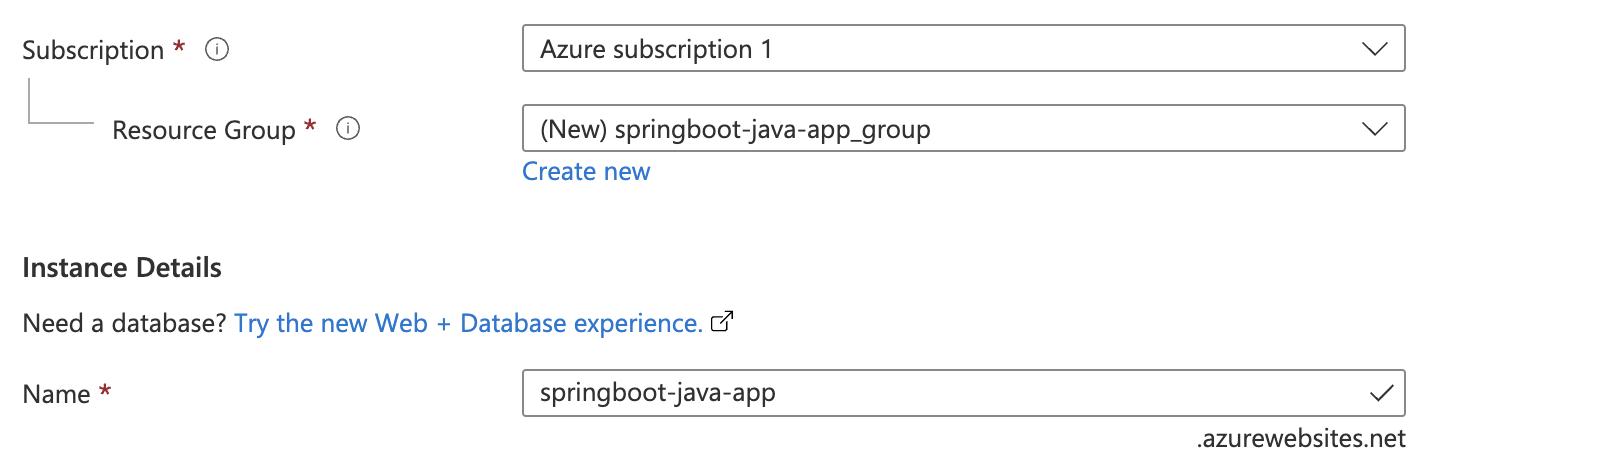 Subscription *
Azure subscription 1
Resource Group *
(New) springboot-java-app_group
Create new
Instance Details
Need a database? Try the new Web + Database experience.
Name *
springboot-java-app
.azurewebsites.net